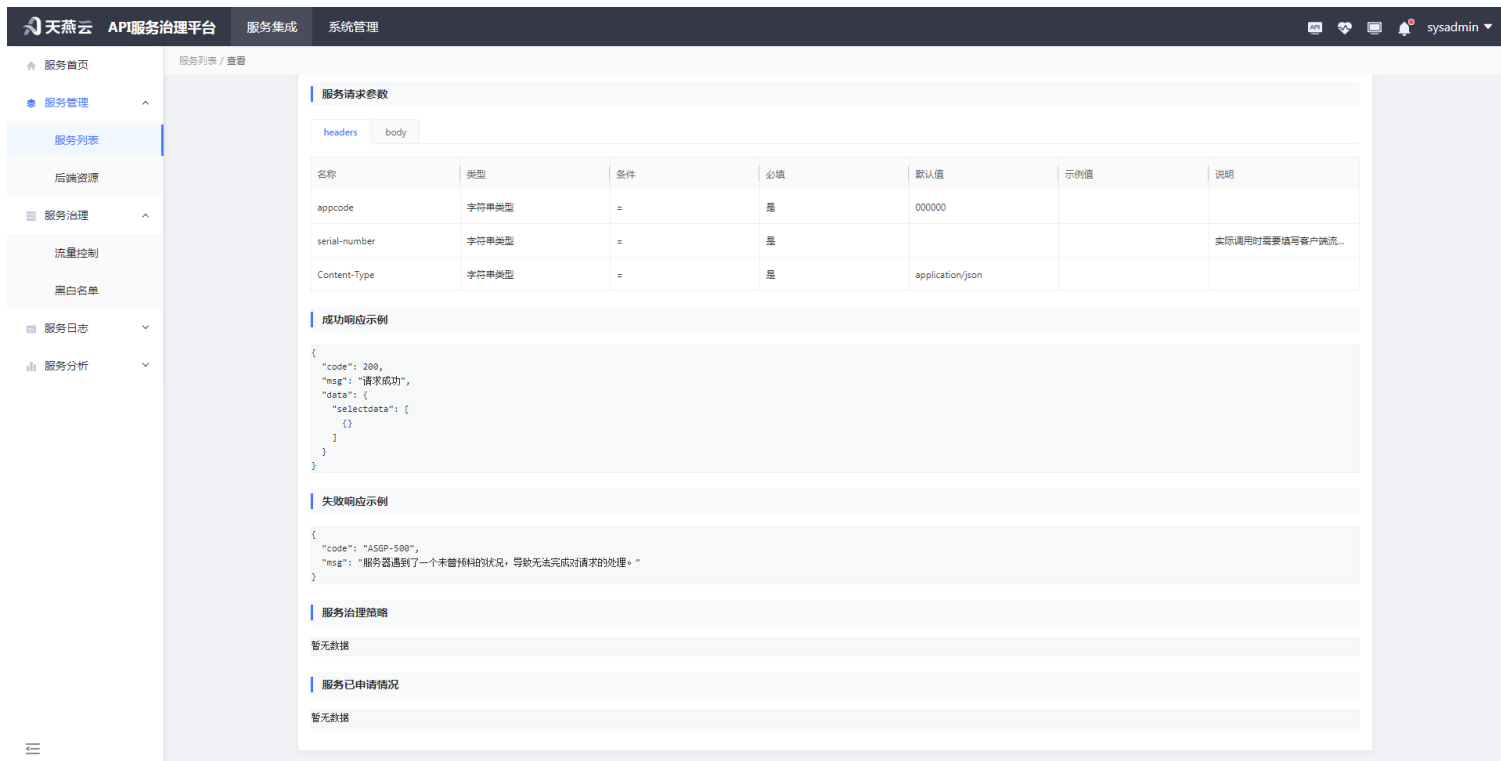 天燕云 API服务治理平台 服务集成 系统管理 API sysadmin
服务首页
服务管理
服务列表
后端资源
服务治理
流量控制
黑白名单
服务日志
服务分析
服务列表 / 查看
服务请求参数
headers body
名称 类型 条件 必填 默认值 示例值 说明
appcode 字符串类型 = 是 000000
serial-number 字符串类型 = 是 实际调用时需要填写客户端流...
Content-Type 字符串类型 = 是 application/json
成功响应示例
{
"code": 200,
"msg": "请求成功",
"data": {
"selectdata": [
{}
]
}
}
失败响应示例
{
"code": "ASGP-500",
"msg": "服务器遇到了一个未曾预料的状况，导致无法完成对请求的处理。"
}
服务治理策略
暂无数据
服务已申请情况
暂无数据